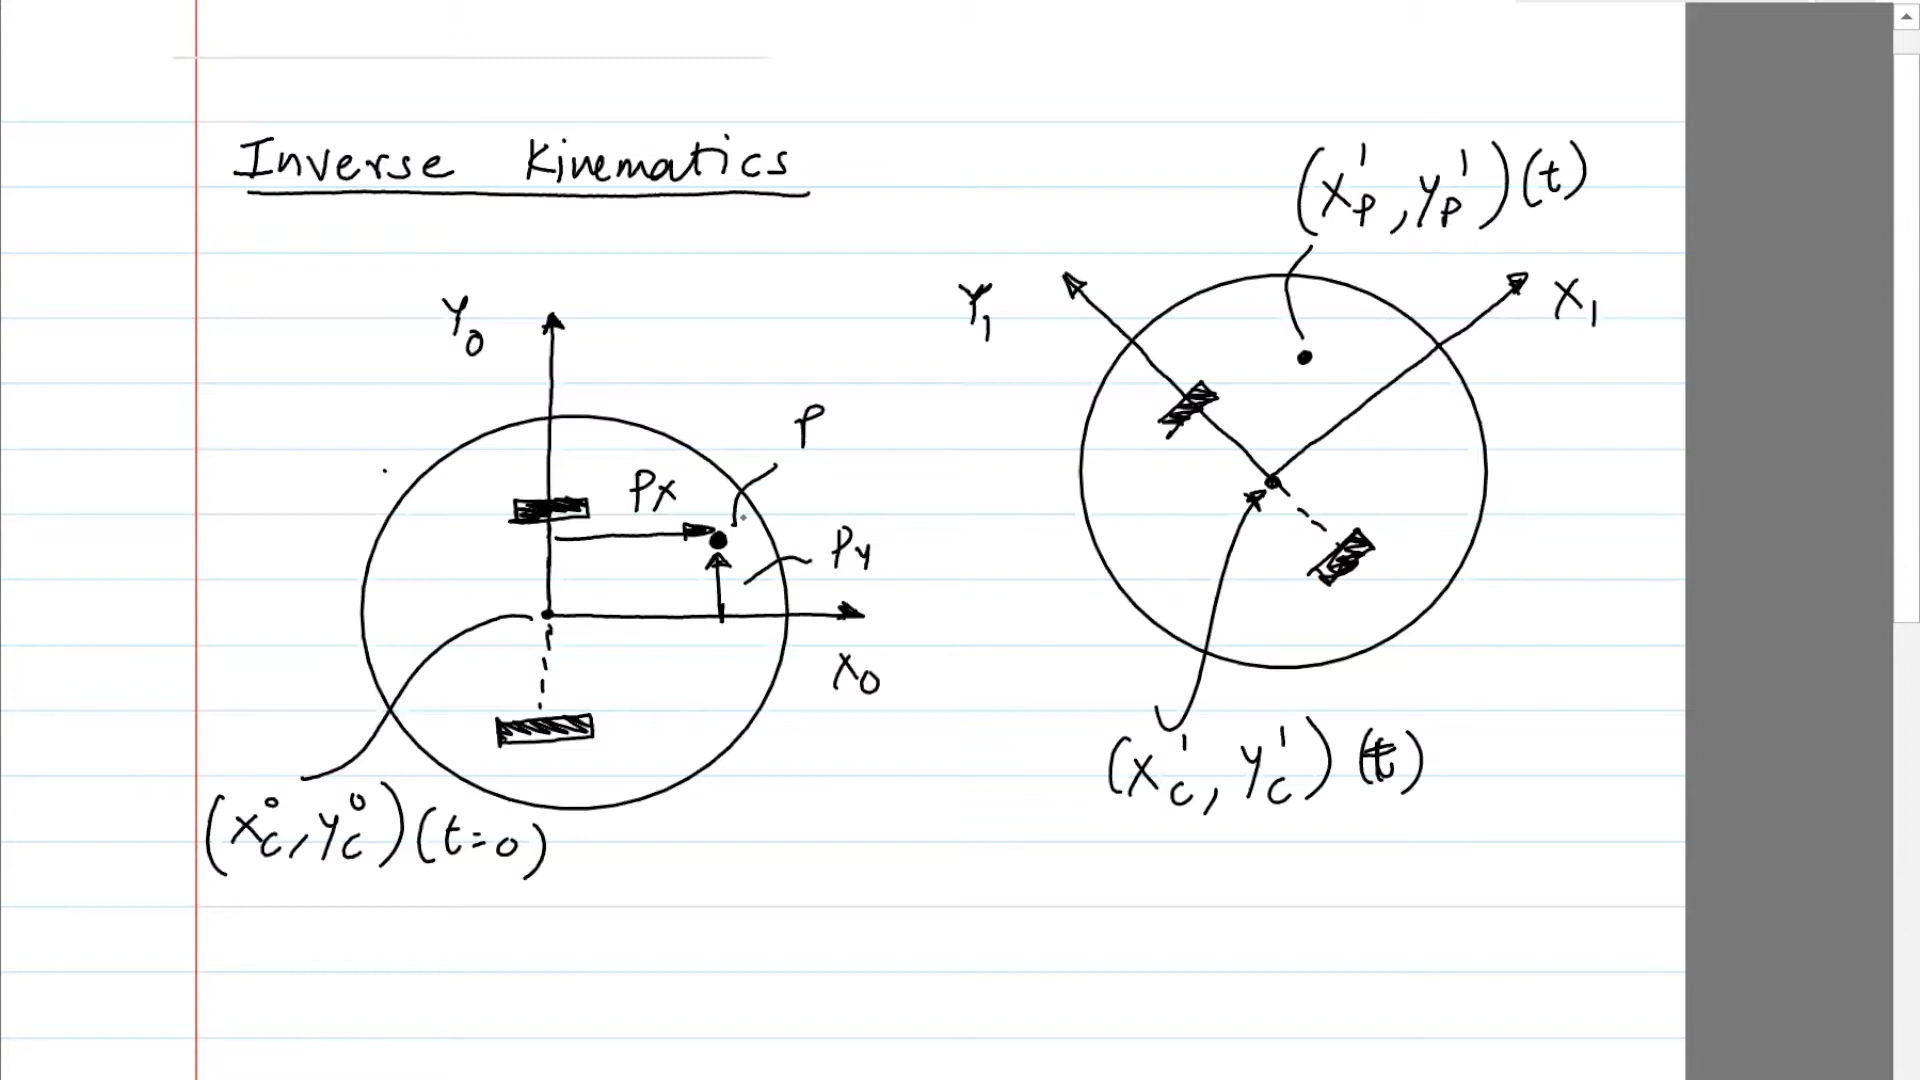 Inverse Kinematics
(x'p, y'p)(t)
Y0
Y1
X1
P
Px
Py
X0
(x'c, y'c)(t)
(x°c, y°c)(t=0)